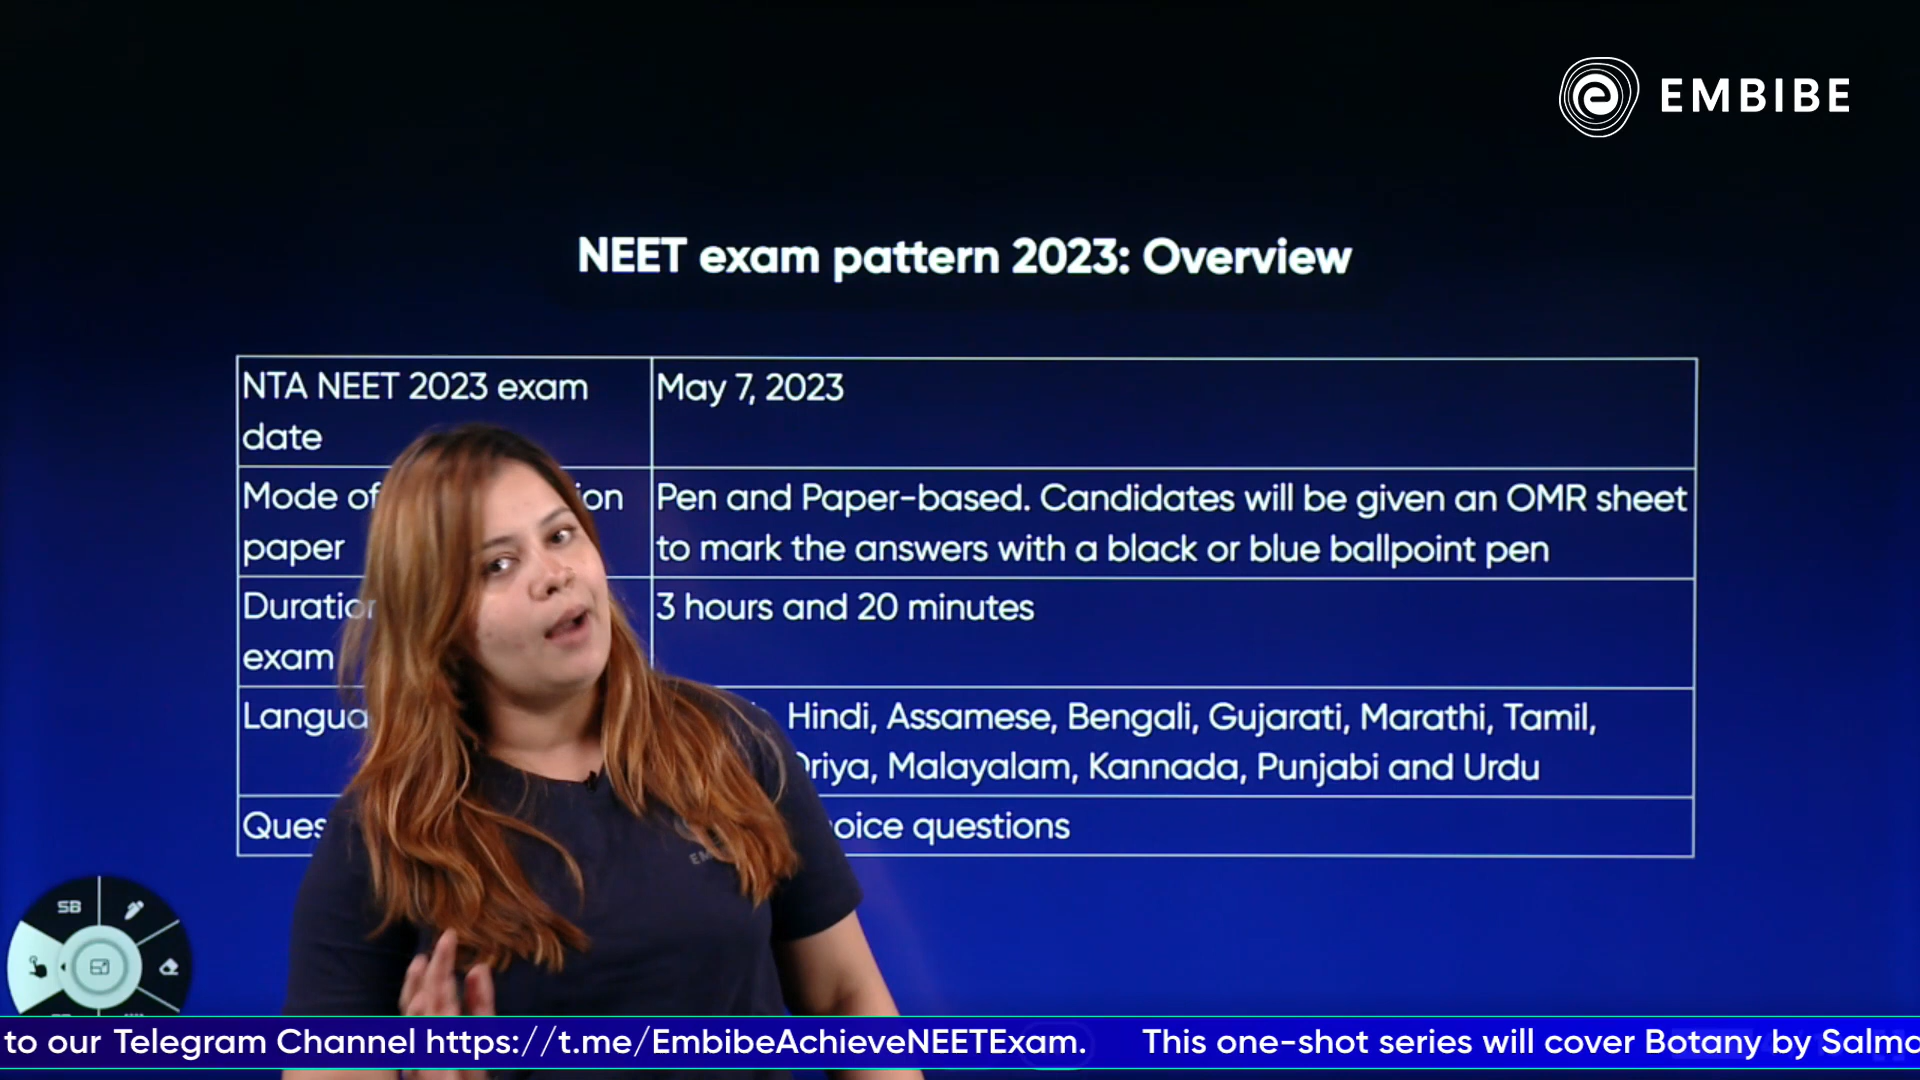 EMBIBE
NEET exam pattern 2023: Overview
NTA NEET 2023 exam
date
May 7, 2023
Mode of
paper
Pen and Paper-based. Candidates will be given an OMR sheet
to mark the answers with a black or blue ballpoint pen
exam
3 hours and 20 minutes
Hindi, Assamese, Bengali, Gujarati, Marathi, Tamil,
Malayalam, Kannada, Punjabi and Urdu
questions
SB
to our Telegram Channel https://t.me/EmbibeAchieveNEETExam. This one-shot series will cover Botany by